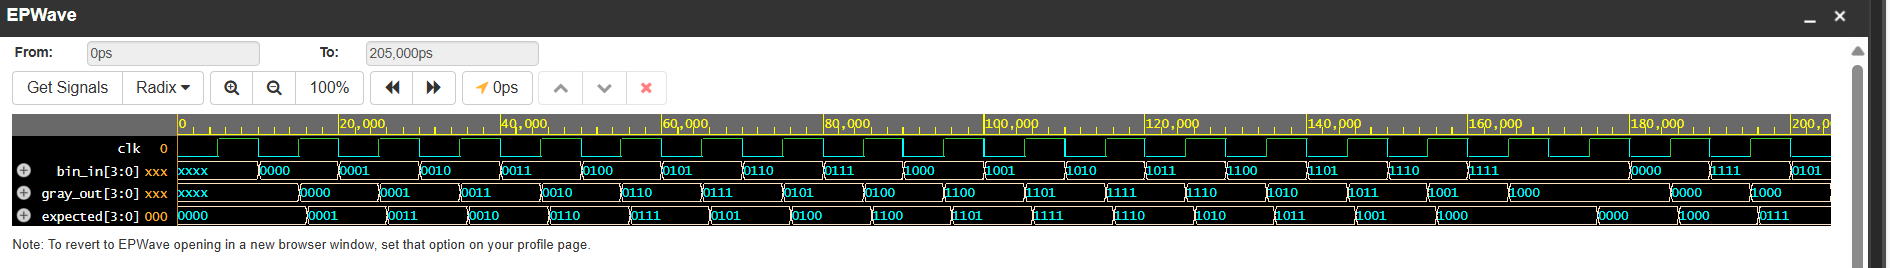 EPWave
From: 0ps To: 205,000ps
Get Signals Radix 100% 0ps
0 20,000 40,000 60,000 80,000 100,000 120,000 140,000 160,000 180,000 200,0
clk 0
bin_in[3:0] xxx xxxx 0000 0001 0010 0011 0100 0101 0110 0111 1000 1001 1010 1011 1100 1101 1110 1111 0000 1111 0101
gray_out[3:0] xxx xxxx 0000 0001 0011 0010 0110 0111 0101 0100 1100 1101 1111 1110 1010 1011 1001 1000 0000 1000
expected[3:0] 000 0000 0001 0011 0010 0110 0111 0101 0100 1100 1101 1111 1110 1010 1011 1001 1000 0000 1000 0111
Note: To revert to EPWave opening in a new browser window, set that option on your profile page.